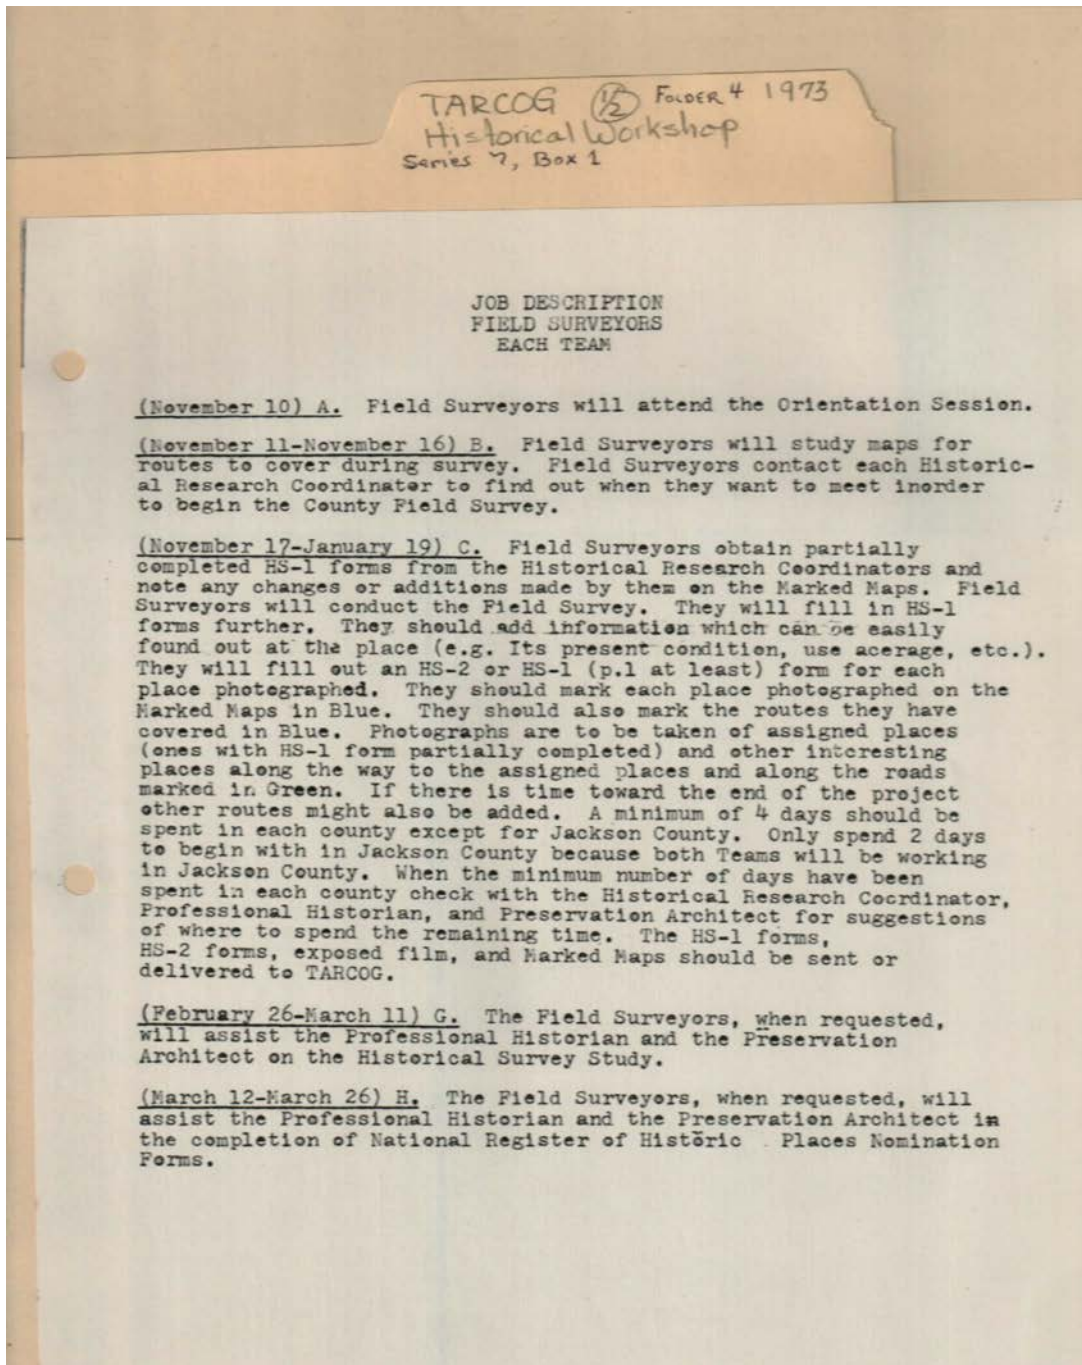 TARCOG 1/2 FOLDER 4 1973
Historical Workshop
Series 7, Box 1
JOB DESCRIPTION
FIELD SURVEYORS
EACH TEAM
(November 10) A. Field Surveyors will attend the Orientation Session.
(November 11-November 16) B. Field Surveyors will study maps for
routes to cover during survey. Field Surveyors contact each Historic-
al Research Coordinator to find out when they want to meet inorder
to begin the County Field Survey.
(November 17-January 19) C. Field Surveyors obtain partially
completed HS-1 forms from the Historical Research Coordinators and
note any changes or additions made by them on the Marked Maps. Field
Surveyors will conduct the Field Survey. They will fill in HS-1
forms further. They should add information which can be easily
found out at the place (e.g. Its present condition, use acerage, etc.).
They will fill out an HS-2 or HS-1 (p.1 at least) form for each
place photographed. They should mark each place photographed on the
Marked Maps in Blue. They should also mark the routes they have
covered in Blue. Photographs are to be taken of assigned places
(ones with HS-1 form partially completed) and other interesting
places along the way to the assigned places and along the roads
marked in Green. If there is time toward the end of the project
other routes might also be added. A minimum of 4 days should be
spent in each county except for Jackson County. Only spend 2 days
to begin with in Jackson County because both Teams will be working
in Jackson County. When the minimum number of days have been
spent in each county check with the Historical Research Coordinator,
Professional Historian, and Preservation Architect for suggestions
of where to spend the remaining time. The HS-1 forms,
HS-2 forms, exposed film, and Marked Maps should be sent or
delivered to TARCOG.
(February 26-March 11) G. The Field Surveyors, when requested,
will assist the Professional Historian and the Preservation
Architect on the Historical Survey Study.
(March 12-March 26) H. The Field Surveyors, when requested, will
assist the Professional Historian and the Preservation Architect in
the completion of National Register of Historic Places Nomination
Forms.